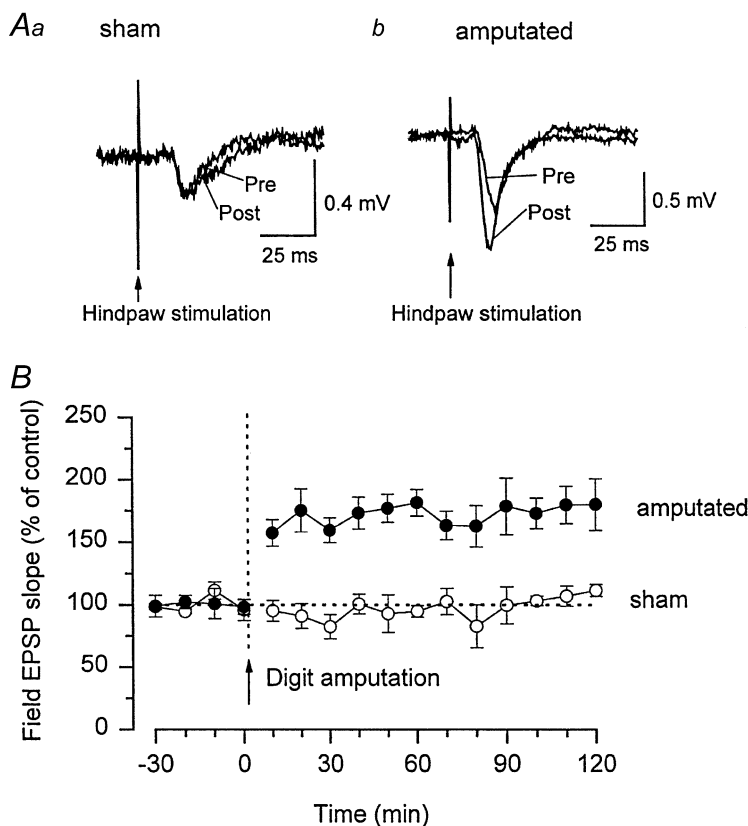 Aa sham
b amputated
Pre
Post
0.4 mV
25 ms
Hindpaw stimulation
Pre
Post
0.5 mV
25 ms
Hindpaw stimulation
B
Field EPSP slope (% of control)
250
200
150
100
50
0
amputated
sham
Digit amputation
-30 0 30 60 90 120
Time (min)